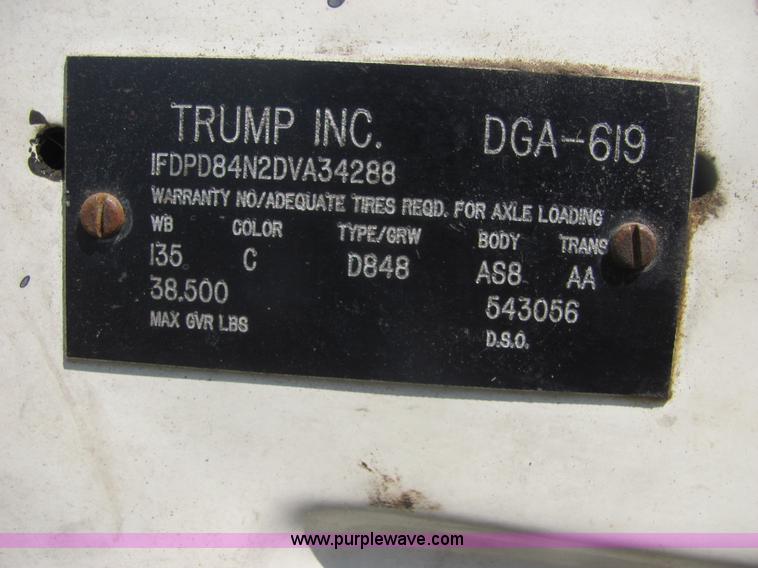 TRUMP INC. DGA-619
1FDPD84N2DVA34288
WARRANTY NO/ADEQUATE TIRES REQD. FOR AXLE LOADING
WB COLOR TYPE/GRW BODY TRANS
135 C D848 AS8 AA
38.500 543056
MAX GVR LBS D.S.O.
www.purplewave.com